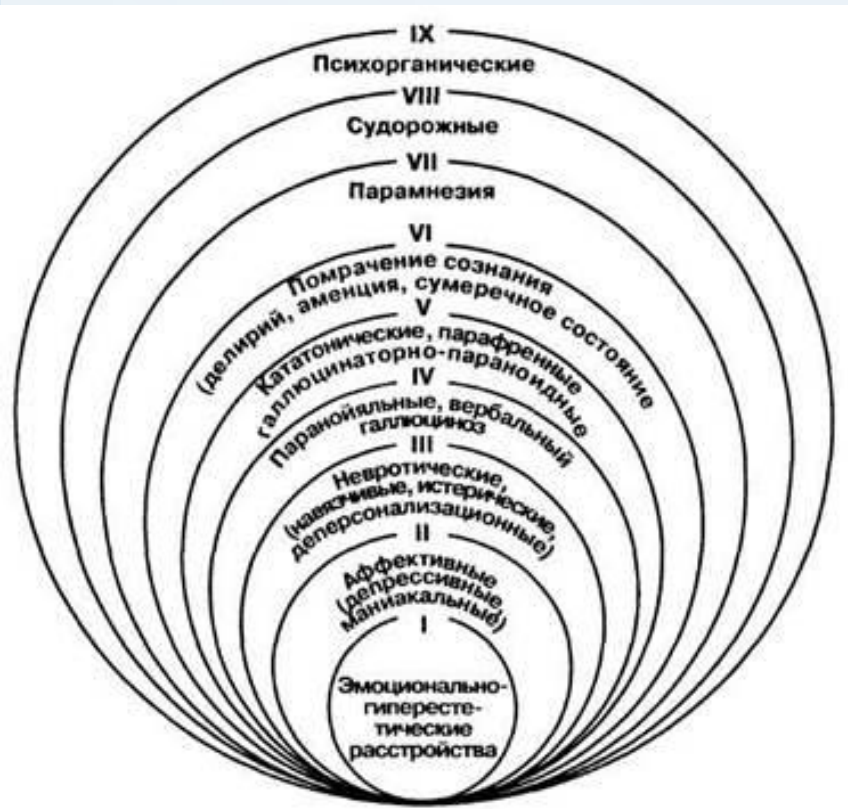 IX
Психорганические
VIII
Судорожные
VII
Парамнезия
VI
Помрачение сознания
(делирий, аменция, сумеречное состояние
V
Кататонические, парафренные
галлюцинаторно-параноидные
IV
Паранойяльные, вербальный
галлюциноз
III
Невротические,
(навязчивые, истерические,
деперсонализационные)
II
Аффективные
(депрессивные,
маниакальные)
I
Эмоционально-
гипересте-
тические
расстройства